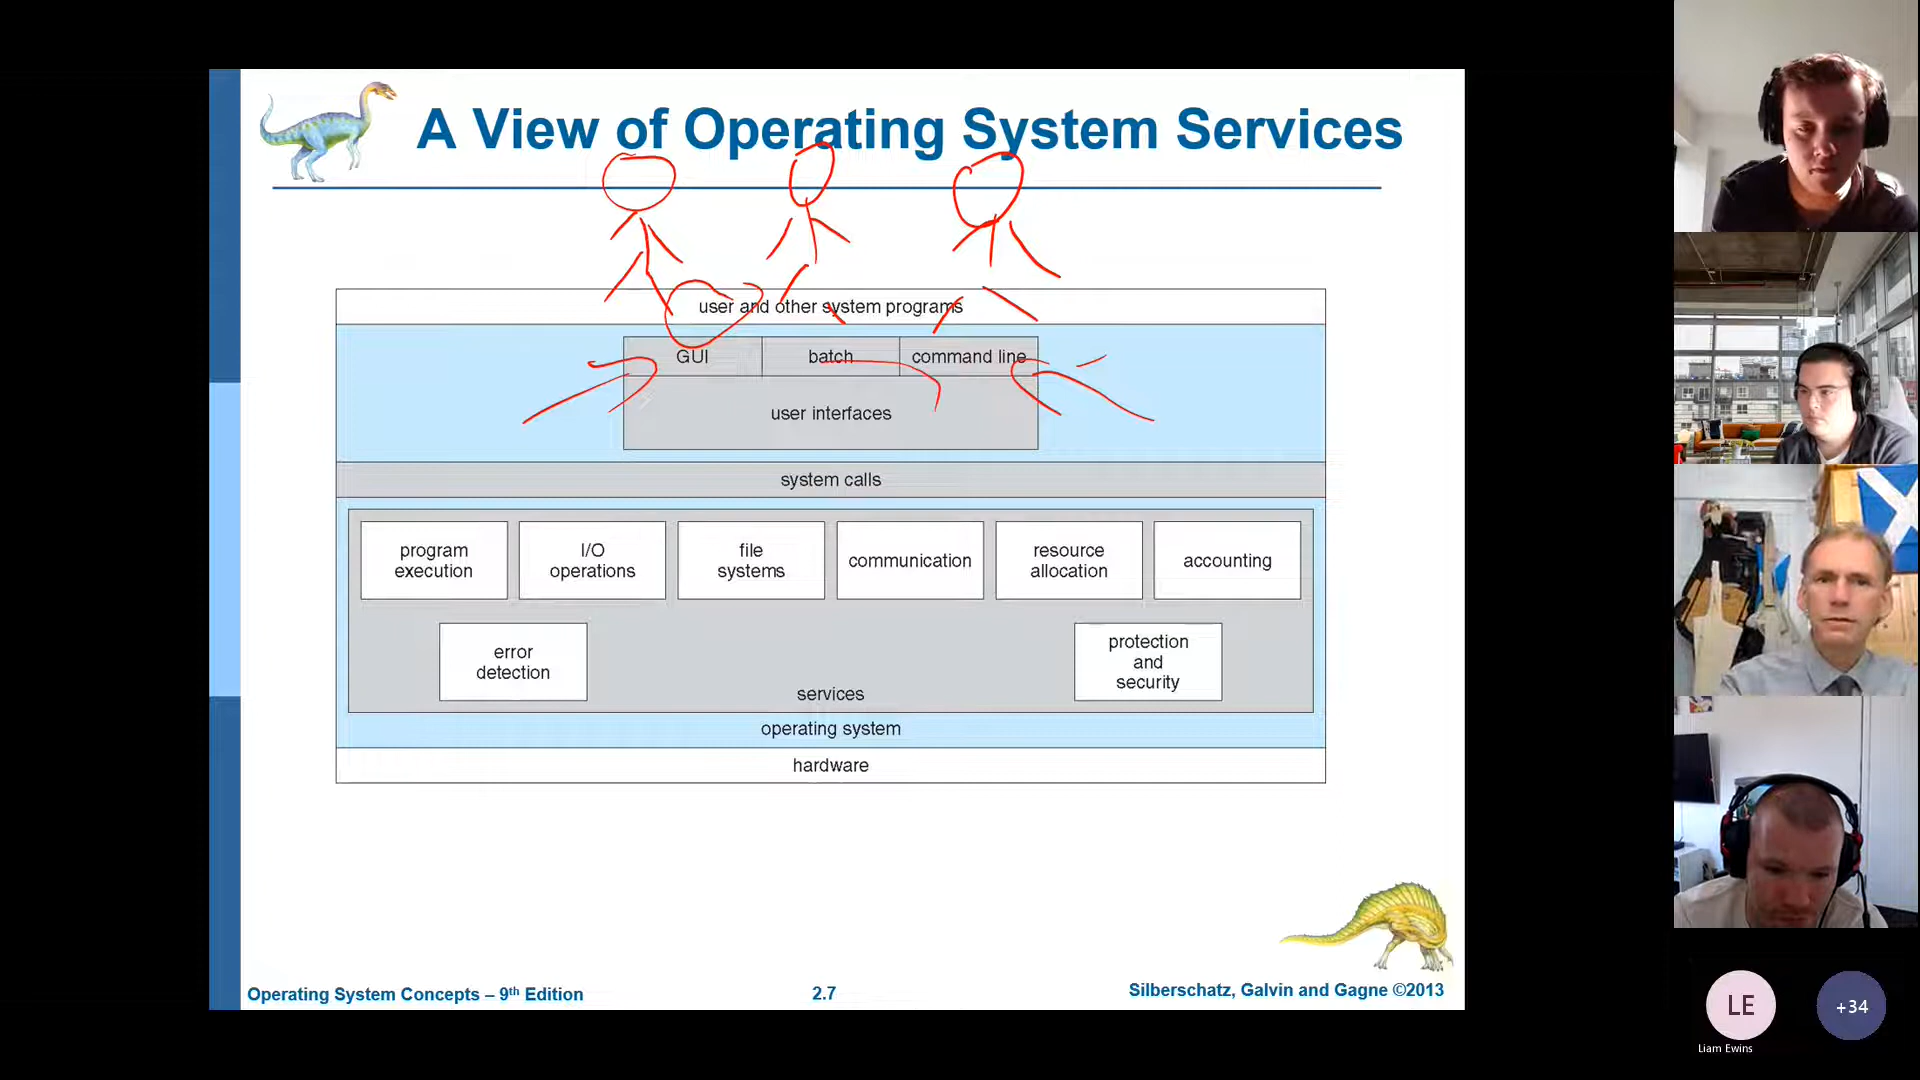 A View of Operating System Services
user and other system programs
GUI
batch
command line
user interfaces
system calls
program
execution
I/O
operations
file
systems
communication
resource
allocation
accounting
error
detection
protection
and
security
services
operating system
hardware
Operating System Concepts – 9th Edition
2.7
Silberschatz, Galvin and Gagne ©2013
LE
+34
Liam Ewins